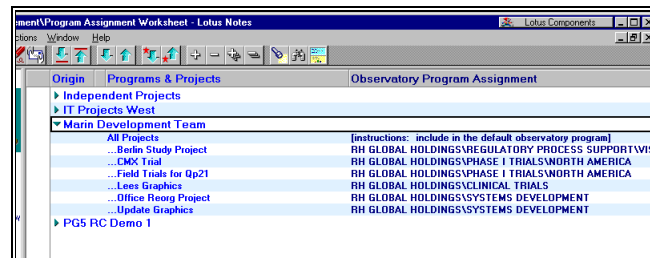 ement\Program Assignment Worksheet - Lotus Notes Lotus Components
ctions Window Help
Origin Programs & Projects Observatory Program Assignment
Independent Projects
IT Projects West
Marin Development Team
All Projects [instructions: include in the default observatory program]
...Berlin Study Project RH GLOBAL HOLDINGS\REGULATORY PROCESS SUPPORT\VIS
...CMX Trial RH GLOBAL HOLDINGS\PHASE I TRIALS\NORTH AMERICA
...Field Trials for Qp21 RH GLOBAL HOLDINGS\PHASE I TRIALS\NORTH AMERICA
...Lees Graphics RH GLOBAL HOLDINGS\CLINICAL TRIALS
...Office Reorg Project RH GLOBAL HOLDINGS\SYSTEMS DEVELOPMENT
...Update Graphics RH GLOBAL HOLDINGS\SYSTEMS DEVELOPMENT
PG5 RC Demo 1